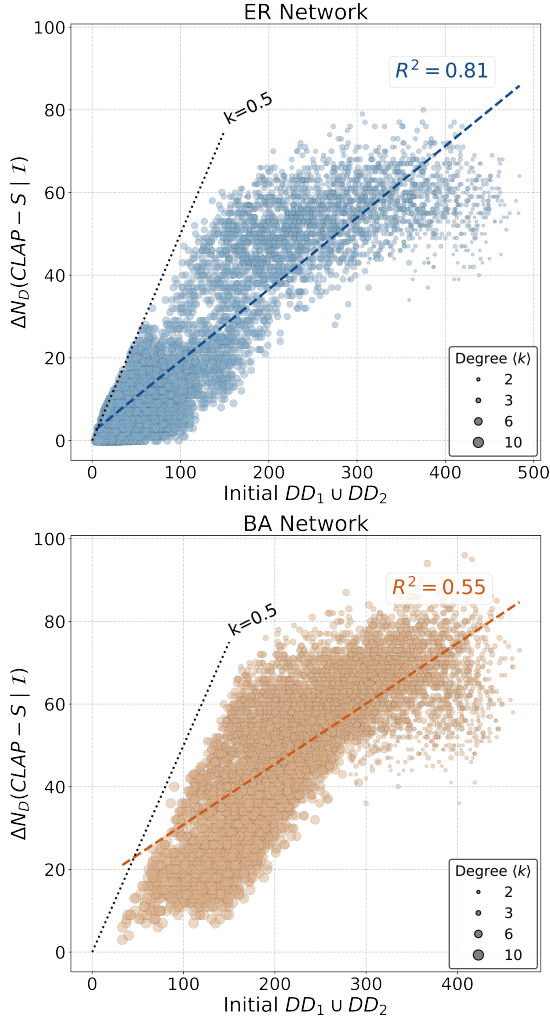 ER Network
100
80
60
40
20
0
ΔN_D(CLAP − S | ℐ)
k=0.5
R² = 0.81
Degree ⟨k⟩
2
3
6
10
0 100 200 300 400 500
Initial DD₁ ∪ DD₂
BA Network
100
80
60
40
20
0
ΔN_D(CLAP − S | ℐ)
k=0.5
R² = 0.55
Degree ⟨k⟩
2
3
6
10
0 100 200 300 400
Initial DD₁ ∪ DD₂